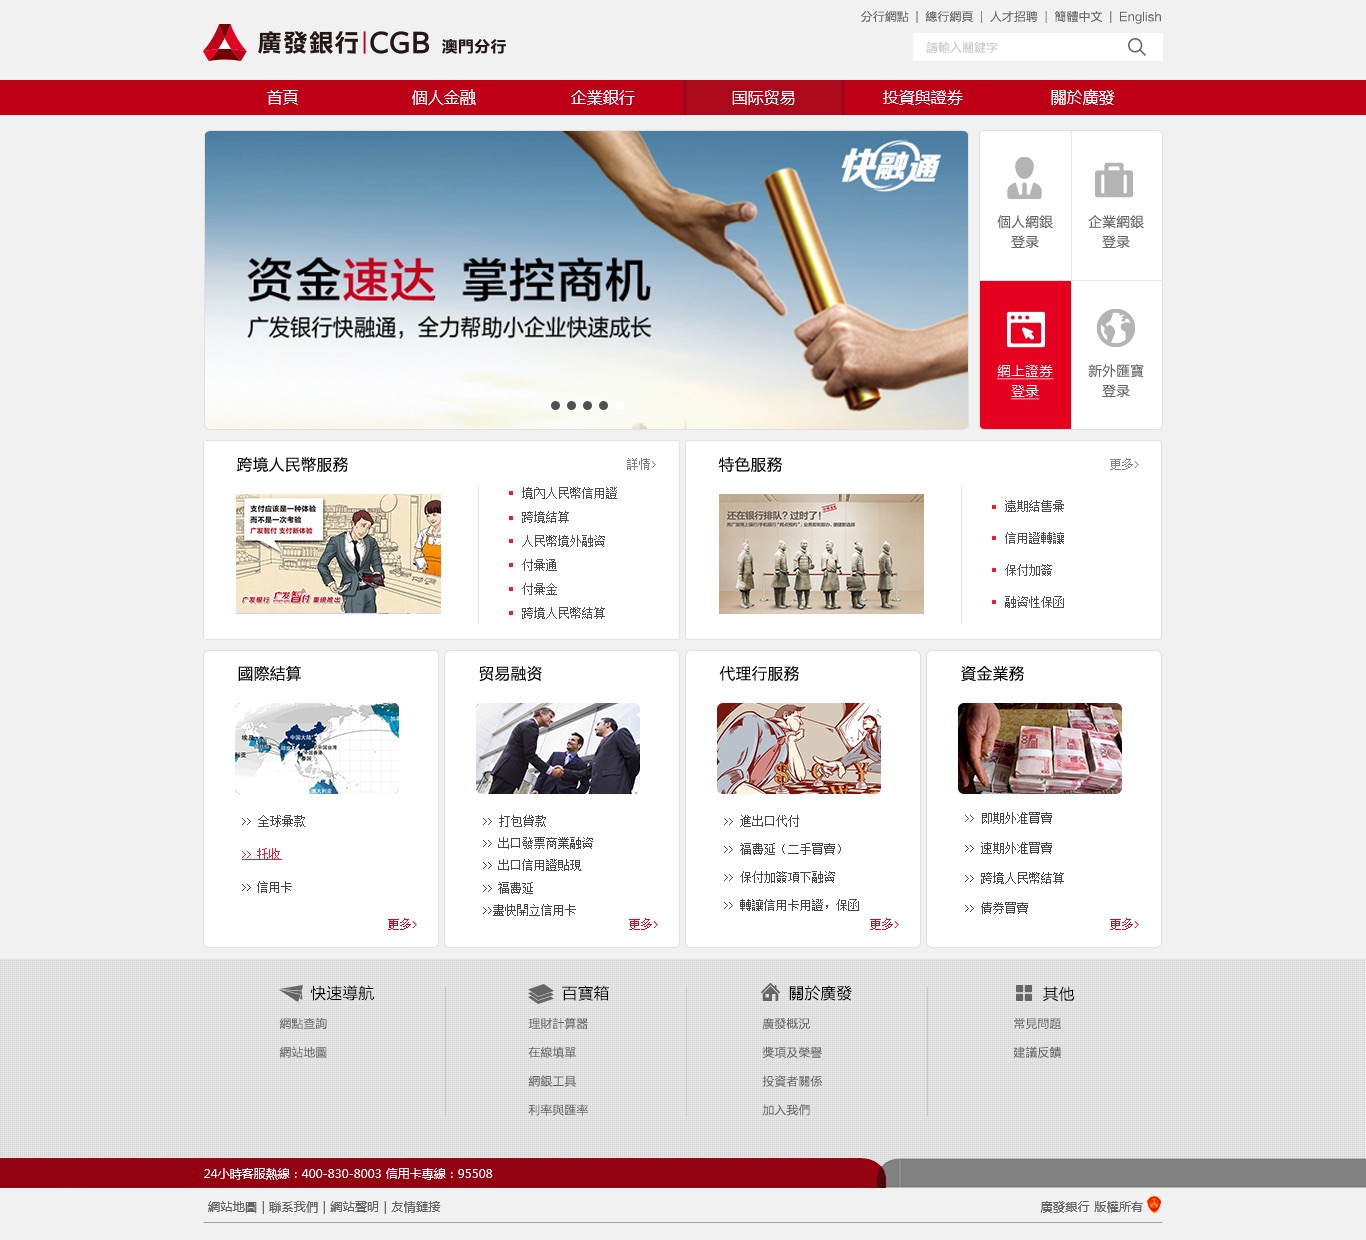 分行網點 | 總行網頁 | 人才招聘 | 簡體中文 | English
廣發銀行|CGB 澳門分行
請輸入關鍵字
首頁 個人金融 企業銀行 国际贸易 投資與證券 關於廣發
快融通
资金速达 掌控商机
广发银行快融通，全力帮助小企业快速成长
個人網銀
登录
企業網銀
登录
網上證券
登录
新外匯寶
登录
跨境人民幣服務 詳情>
支付应该是一种体验
而不是一次考验
广发智付 支付新体验
广发银行 广发智付 重磅推出
境內人民幣信用證
跨境結算
人民幣境外融資
付彙通
付彙金
跨境人民幣結算
特色服務 更多>
还在银行排队？过时了！
遠期結售彙
信用證轉讓
保付加簽
融資性保函
國際結算
中国大陆
中国台湾
中国香港
泰国
澳大利亚
>> 全球彙款
>> 托收
>> 信用卡
更多>
贸易融资
>> 打包貸款
>> 出口發票商業融資
>> 出口信用證貼現
>> 福費延
>>盡快開立信用卡
更多>
代理行服務
>> 進出口代付
>> 福費延（二手買賣）
>> 保付加簽項下融資
>> 轉讓信用卡用證，保函
更多>
資金業務
>> 即期外准買賣
>> 速期外准買賣
>> 跨境人民幣結算
>> 債券買賣
更多>
快速導航
網點查詢
網站地圖
百寶箱
理財計算器
在線填單
網銀工具
利率與匯率
關於廣發
廣發概況
獎項及榮譽
投資者關係
加入我們
其他
常見問題
建議反饋
24小時客服熱線：400-830-8003 信用卡專線：95508
網站地圖 | 聯系我們 | 網站聲明 | 友情鏈接
廣發銀行 版權所有